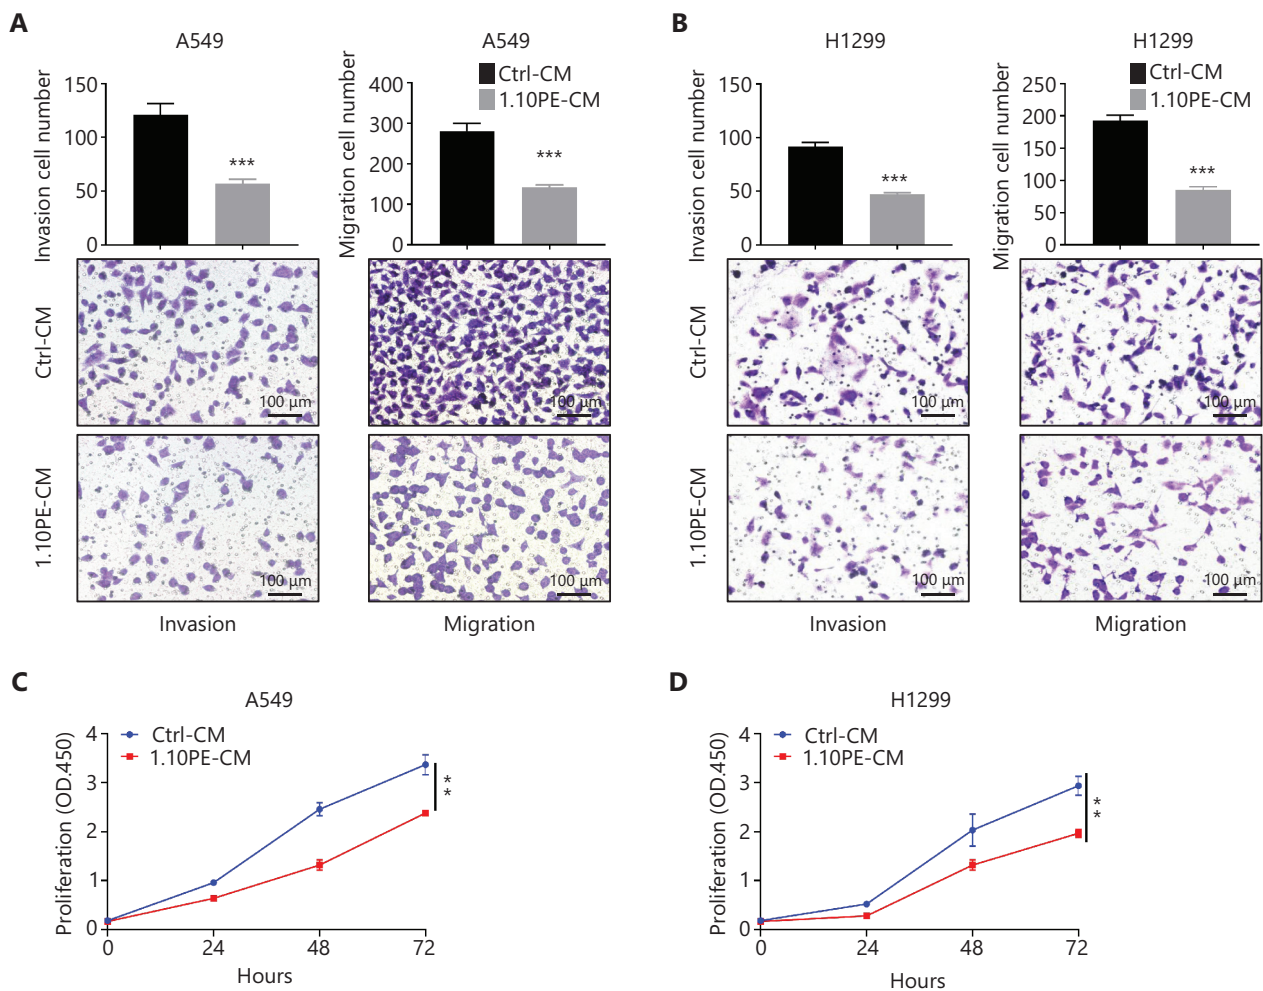 A
A549
Invasion cell number
150
100
50
0
***
A549
Migration cell number
400
300
200
100
0
Ctrl-CM
1.10PE-CM
***
B
H1299
Invasion cell number
150
100
50
0
***
H1299
Migration cell number
250
200
150
100
50
0
Ctrl-CM
1.10PE-CM
***
Ctrl-CM
100 μm
100 μm
Ctrl-CM
100 μm
100 μm
1.10PE-CM
100 μm
100 μm
1.10PE-CM
100 μm
100 μm
Invasion
Migration
Invasion
Migration
C
A549
Proliferation (OD.450)
4
3
2
1
0
Ctrl-CM
1.10PE-CM
**
0 24 48 72
Hours
D
H1299
Proliferation (OD.450)
4
3
2
1
0
Ctrl-CM
1.10PE-CM
**
0 24 48 72
Hours